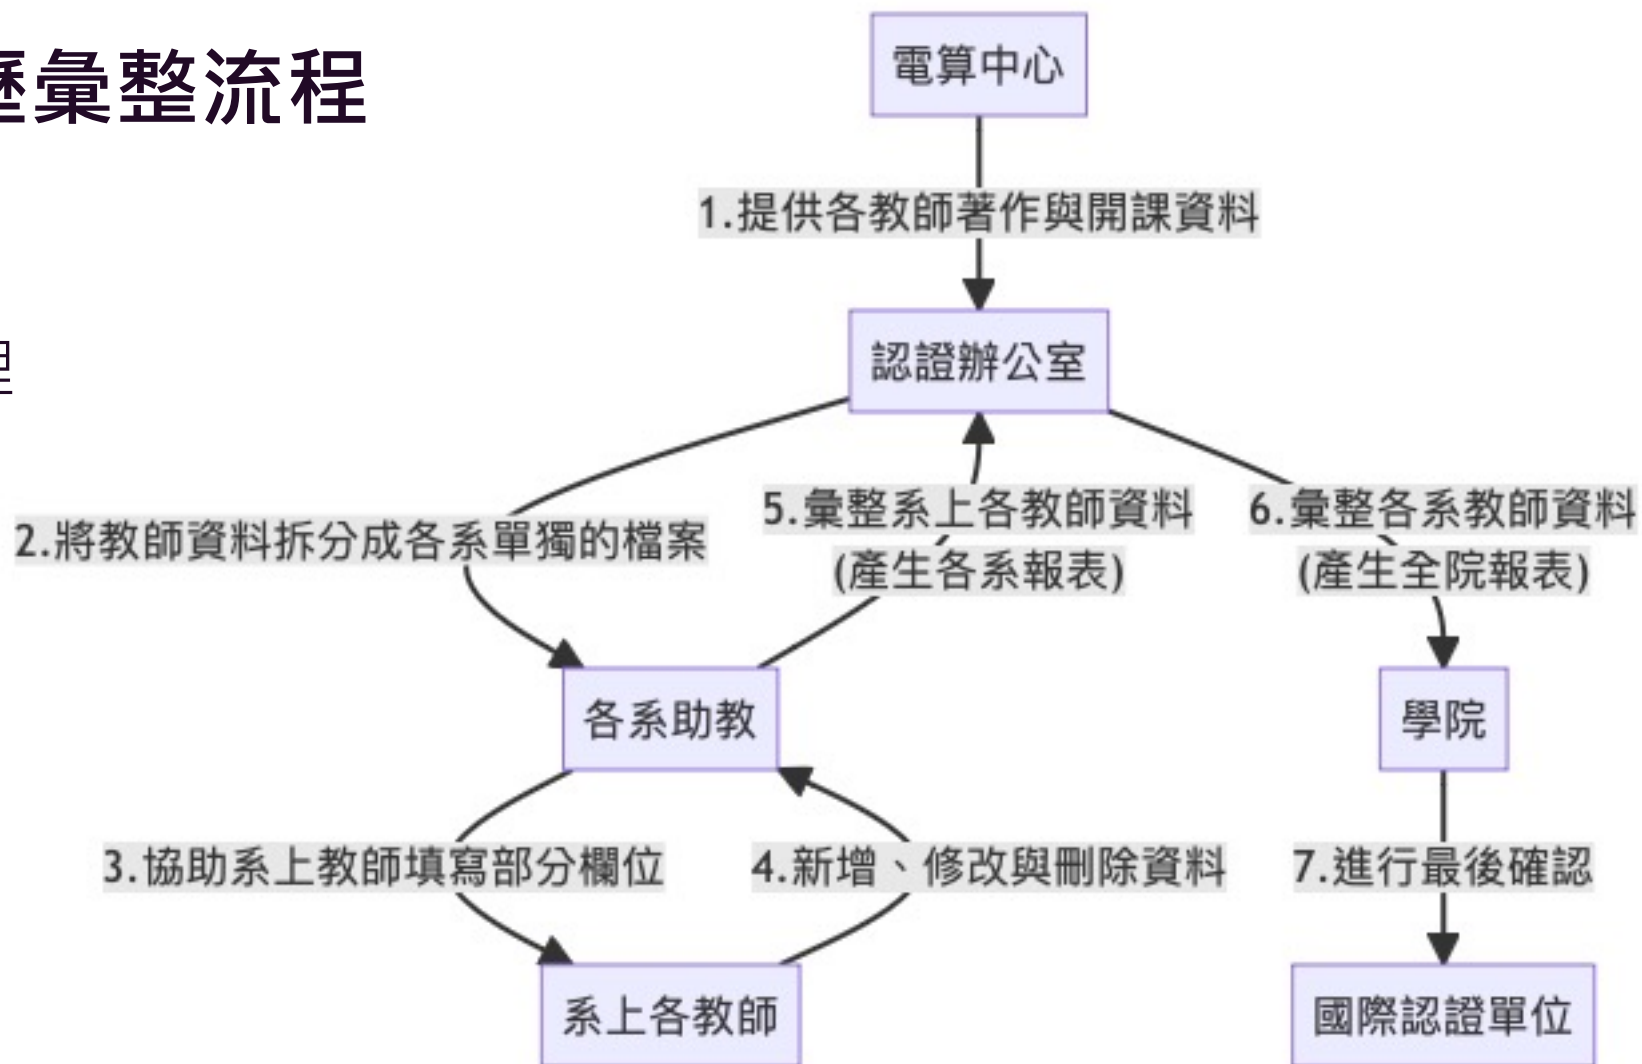 歷彙整流程
理
電算中心
1.提供各教師著作與開課資料
認證辦公室
2.將教師資料拆分成各系單獨的檔案
5.彙整系上各教師資料
(產生各系報表)
6.彙整各系教師資料
(產生全院報表)
各系助教
學院
3.協助系上教師填寫部分欄位
4.新增、修改與刪除資料
7.進行最後確認
系上各教師
國際認證單位